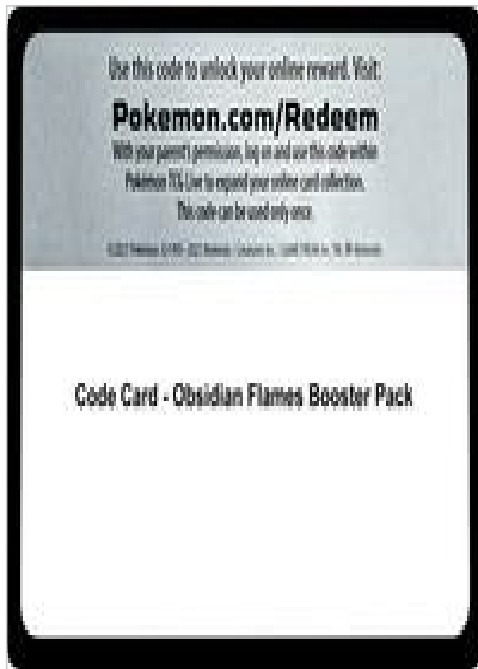 Use this code to unlock your online reward. Visit:
Pokemon.com/Redeem
With your parent's permission, log on and use this code within
Pokémon TCG Live to expand your online card collection.
This code can be used only once.
Code Card - Obsidian Flames Booster Pack